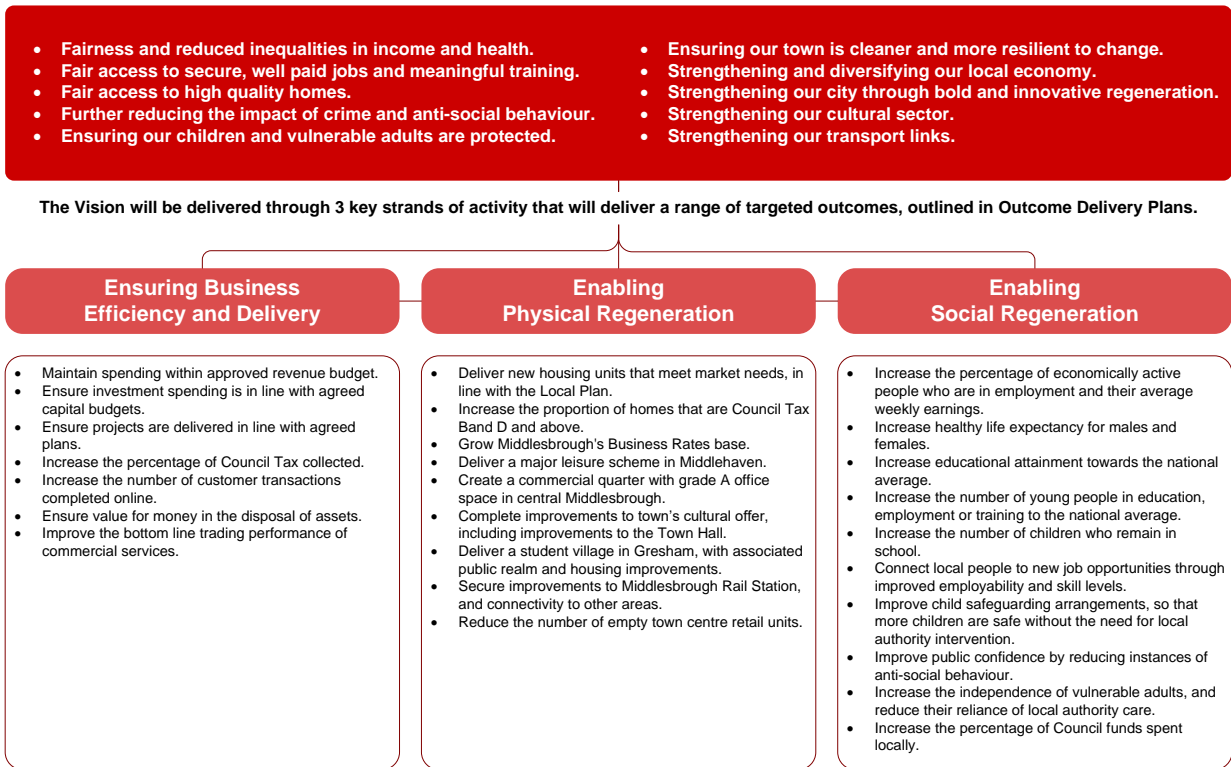 • Fairness and reduced inequalities in income and health.
• Fair access to secure, well paid jobs and meaningful training.
• Fair access to high quality homes.
• Further reducing the impact of crime and anti-social behaviour.
• Ensuring our children and vulnerable adults are protected.
• Ensuring our town is cleaner and more resilient to change.
• Strengthening and diversifying our local economy.
• Strengthening our city through bold and innovative regeneration.
• Strengthening our cultural sector.
• Strengthening our transport links.
The Vision will be delivered through 3 key strands of activity that will deliver a range of targeted outcomes, outlined in Outcome Delivery Plans.
Ensuring Business
Efficiency and Delivery
• Maintain spending within approved revenue budget.
• Ensure investment spending is in line with agreed
capital budgets.
• Ensure projects are delivered in line with agreed
plans.
• Increase the percentage of Council Tax collected.
• Increase the number of customer transactions
completed online.
• Ensure value for money in the disposal of assets.
• Improve the bottom line trading performance of
commercial services.
Enabling
Physical Regeneration
• Deliver new housing units that meet market needs, in
line with the Local Plan.
• Increase the proportion of homes that are Council Tax
Band D and above.
• Grow Middlesbrough's Business Rates base.
• Deliver a major leisure scheme in Middlehaven.
• Create a commercial quarter with grade A office
space in central Middlesbrough.
• Complete improvements to town's cultural offer,
including improvements to the Town Hall.
• Deliver a student village in Gresham, with associated
public realm and housing improvements.
• Secure improvements to Middlesbrough Rail Station,
and connectivity to other areas.
• Reduce the number of empty town centre retail units.
Enabling
Social Regeneration
• Increase the percentage of economically active
people who are in employment and their average
weekly earnings.
• Increase healthy life expectancy for males and
females.
• Increase educational attainment towards the national
average.
• Increase the number of young people in education,
employment or training to the national average.
• Increase the number of children who remain in
school.
• Connect local people to new job opportunities through
improved employability and skill levels.
• Improve child safeguarding arrangements, so that
more children are safe without the need for local
authority intervention.
• Improve public confidence by reducing instances of
anti-social behaviour.
• Increase the independence of vulnerable adults, and
reduce their reliance of local authority care.
• Increase the percentage of Council funds spent
locally.